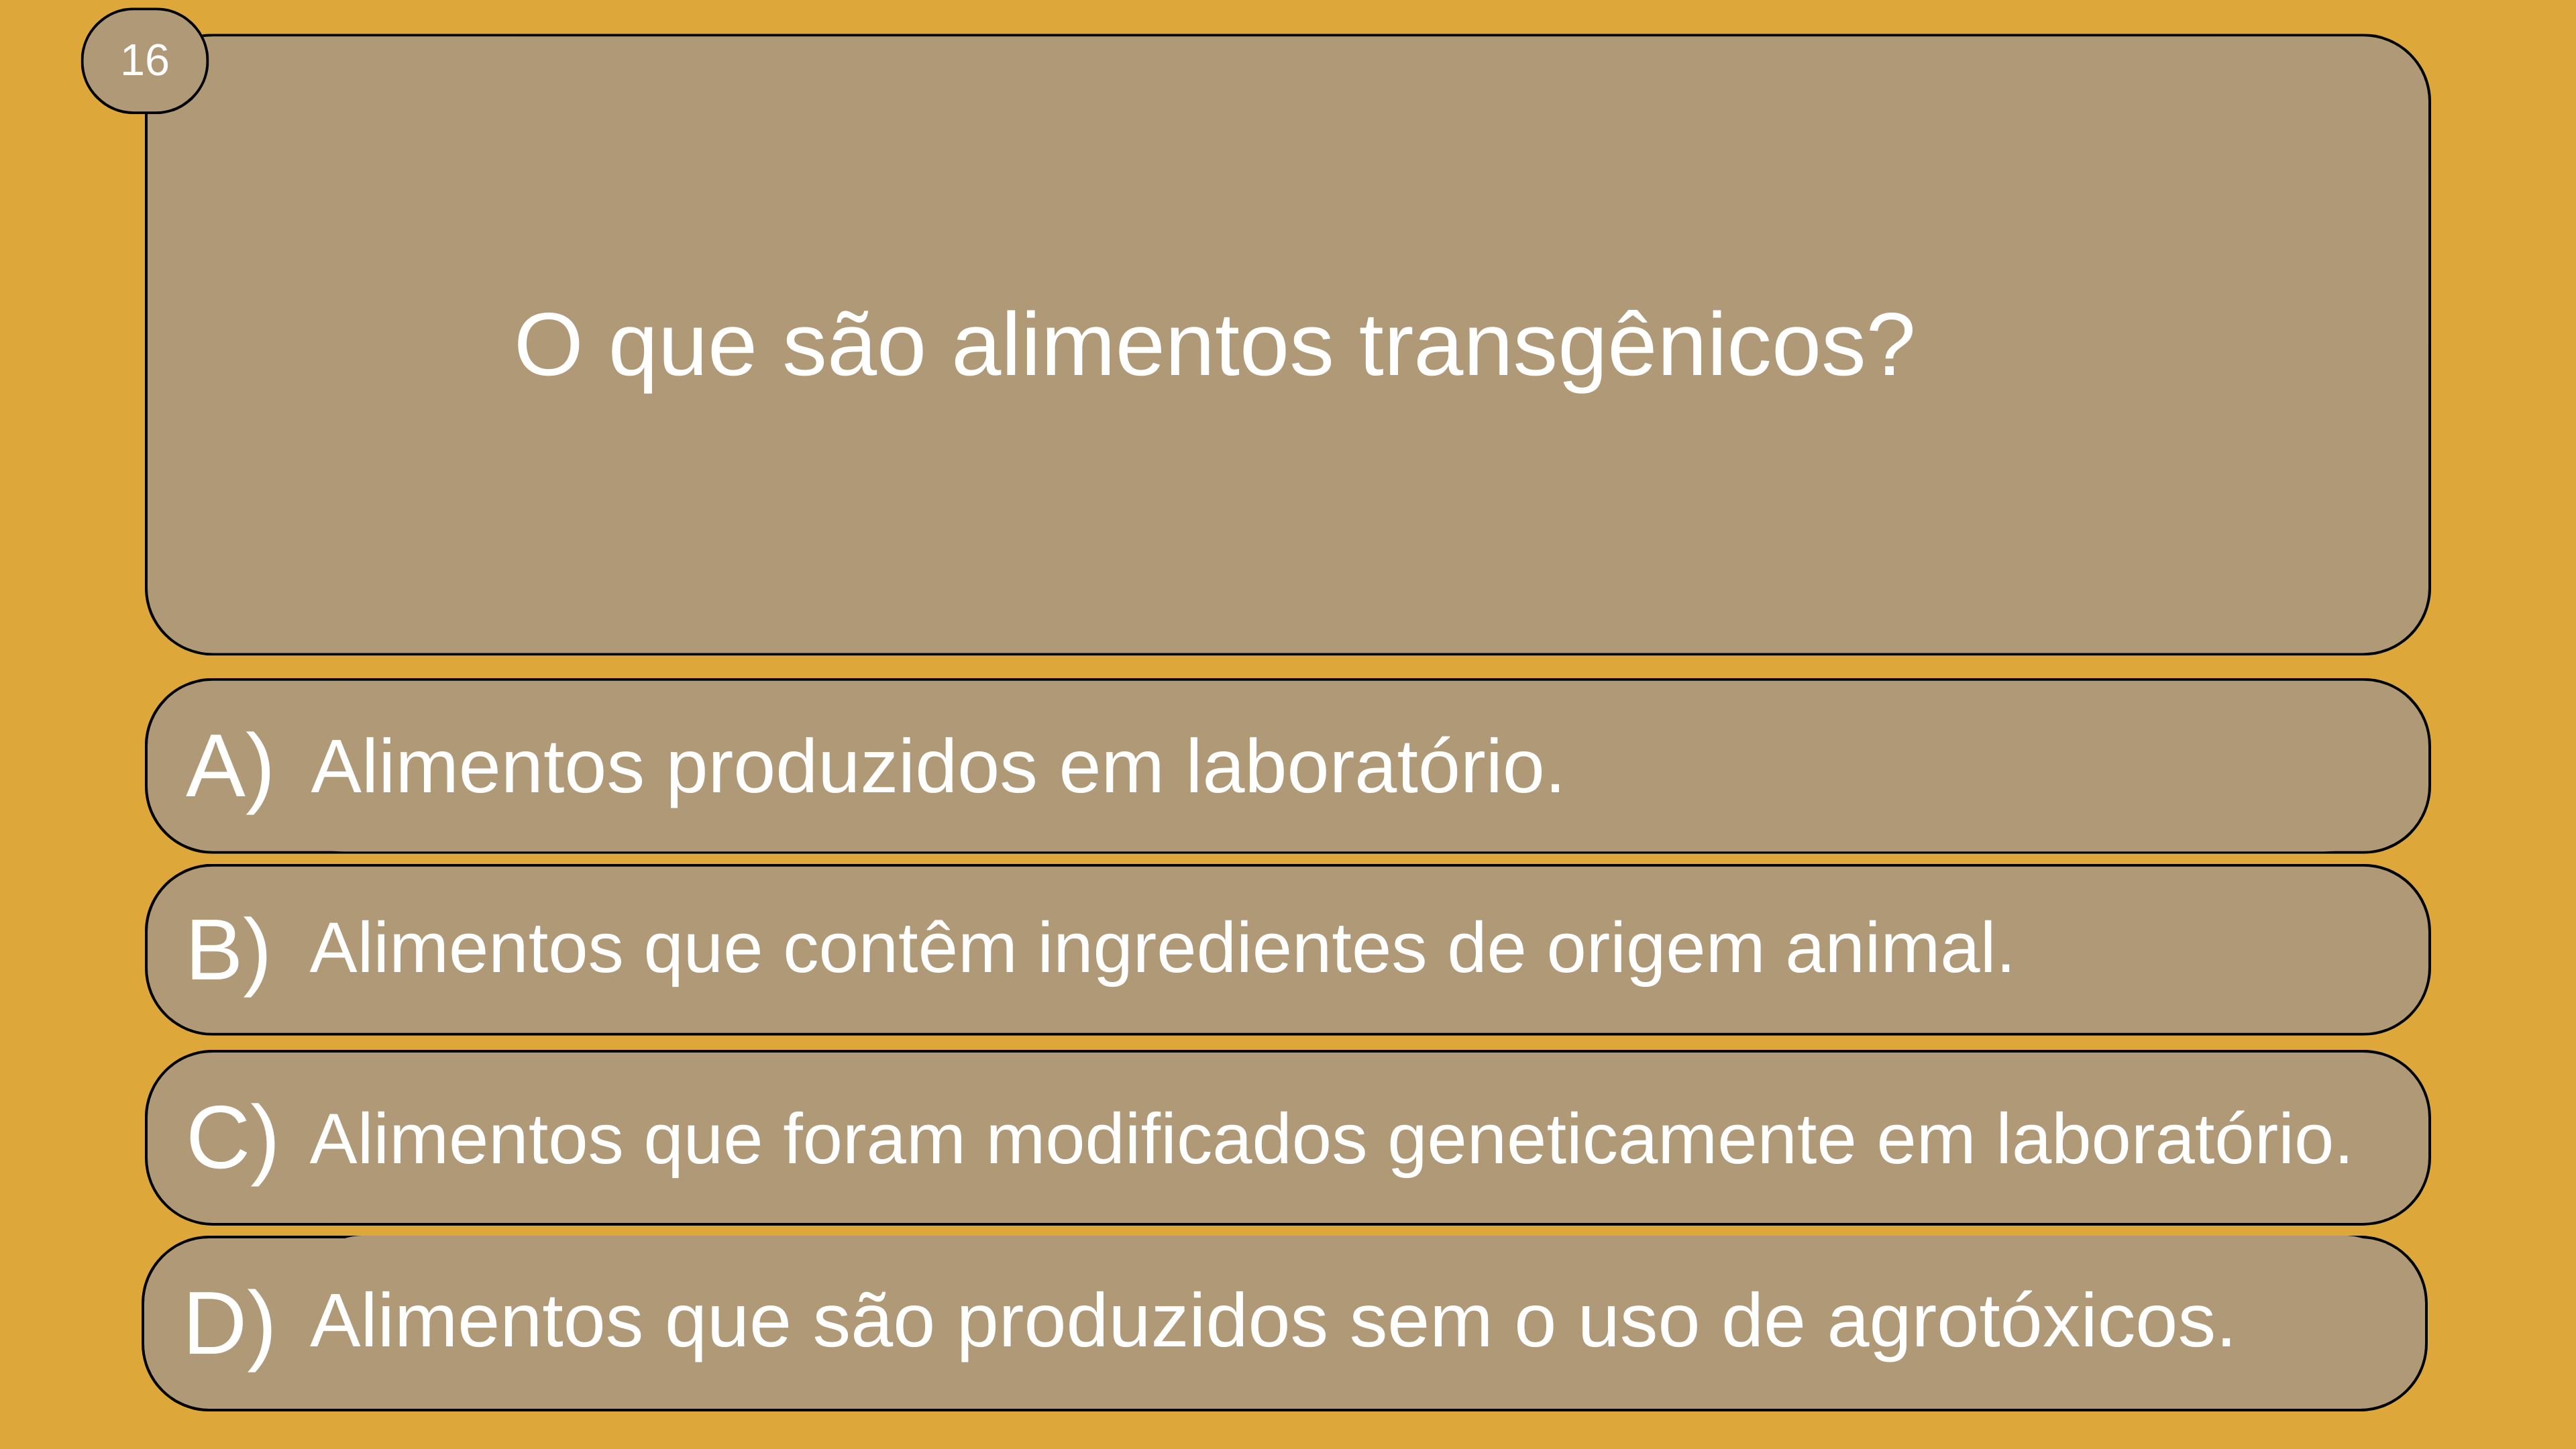 16
O que são alimentos transgênicos?
A) Alimentos produzidos em laboratório.
B) Alimentos que contêm ingredientes de origem animal.
C) Alimentos que foram modificados geneticamente em laboratório.
D) Alimentos que são produzidos sem o uso de agrotóxicos.